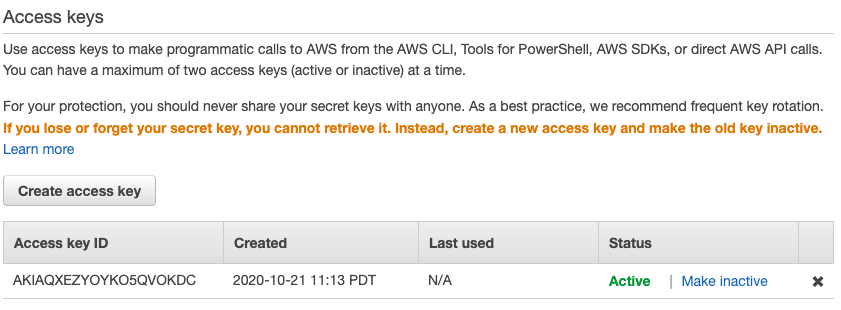 Access keys
Use access keys to make programmatic calls to AWS from the AWS CLI, Tools for PowerShell, AWS SDKs, or direct AWS API calls.
You can have a maximum of two access keys (active or inactive) at a time.
For your protection, you should never share your secret keys with anyone. As a best practice, we recommend frequent key rotation.
If you lose or forget your secret key, you cannot retrieve it. Instead, create a new access key and make the old key inactive.
Learn more
Create access key
Access key ID Created Last used Status
AKIAQXEZYOYKO5QVOKDC 2020-10-21 11:13 PDT N/A Active | Make inactive ✖